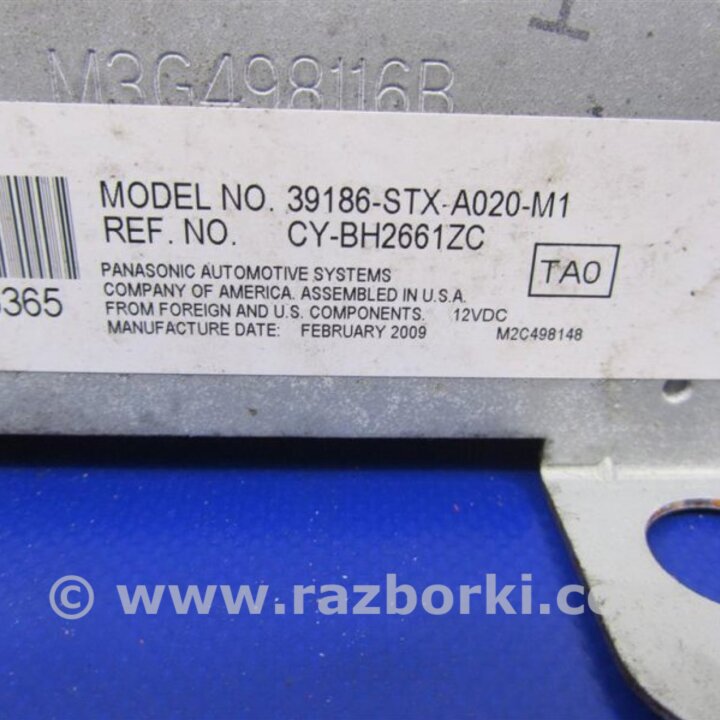 M3G498116B
MODEL NO. 39186-STX-A020-M1
REF. NO. CY-BH2661ZC
TA0
PANASONIC AUTOMOTIVE SYSTEMS
COMPANY OF AMERICA. ASSEMBLED IN U.S.A.
FROM FOREIGN AND U.S. COMPONENTS. 12VDC
MANUFACTURE DATE: FEBRUARY 2009 M2C498148
365
© www.razborki.c